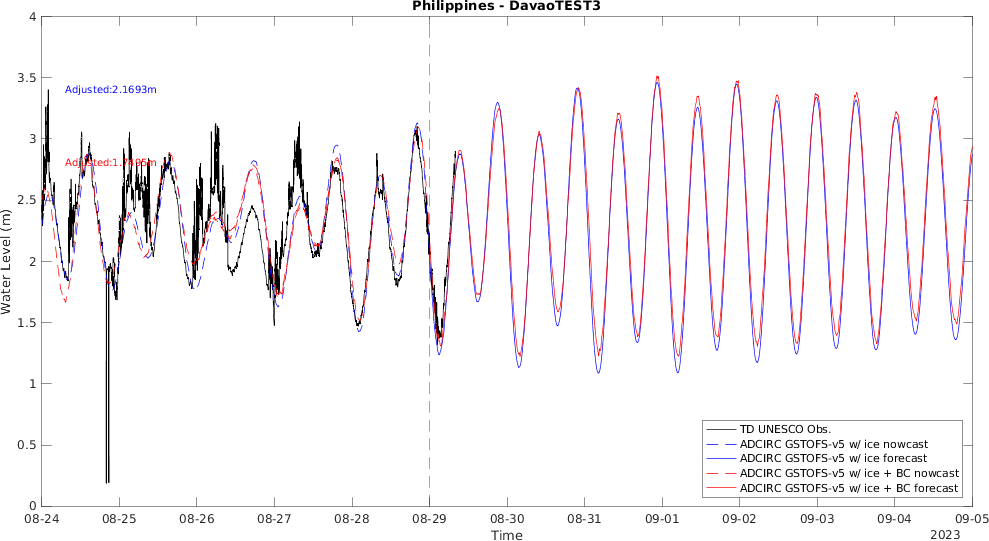 Philippines - DavaoTEST3
4
3.5
3
2.5
2
1.5
1
0.5
0
Water Level (m)
Adjusted:2.1693m
TD UNESCO Obs.
ADCIRC GSTOFS-v5 w/ ice nowcast
ADCIRC GSTOFS-v5 w/ ice forecast
ADCIRC GSTOFS-v5 w/ ice + BC nowcast
ADCIRC GSTOFS-v5 w/ ice + BC forecast
08-24 08-25 08-26 08-27 08-28 08-29 08-30 08-31 09-01 09-02 09-03 09-04 09-05
Time
2023